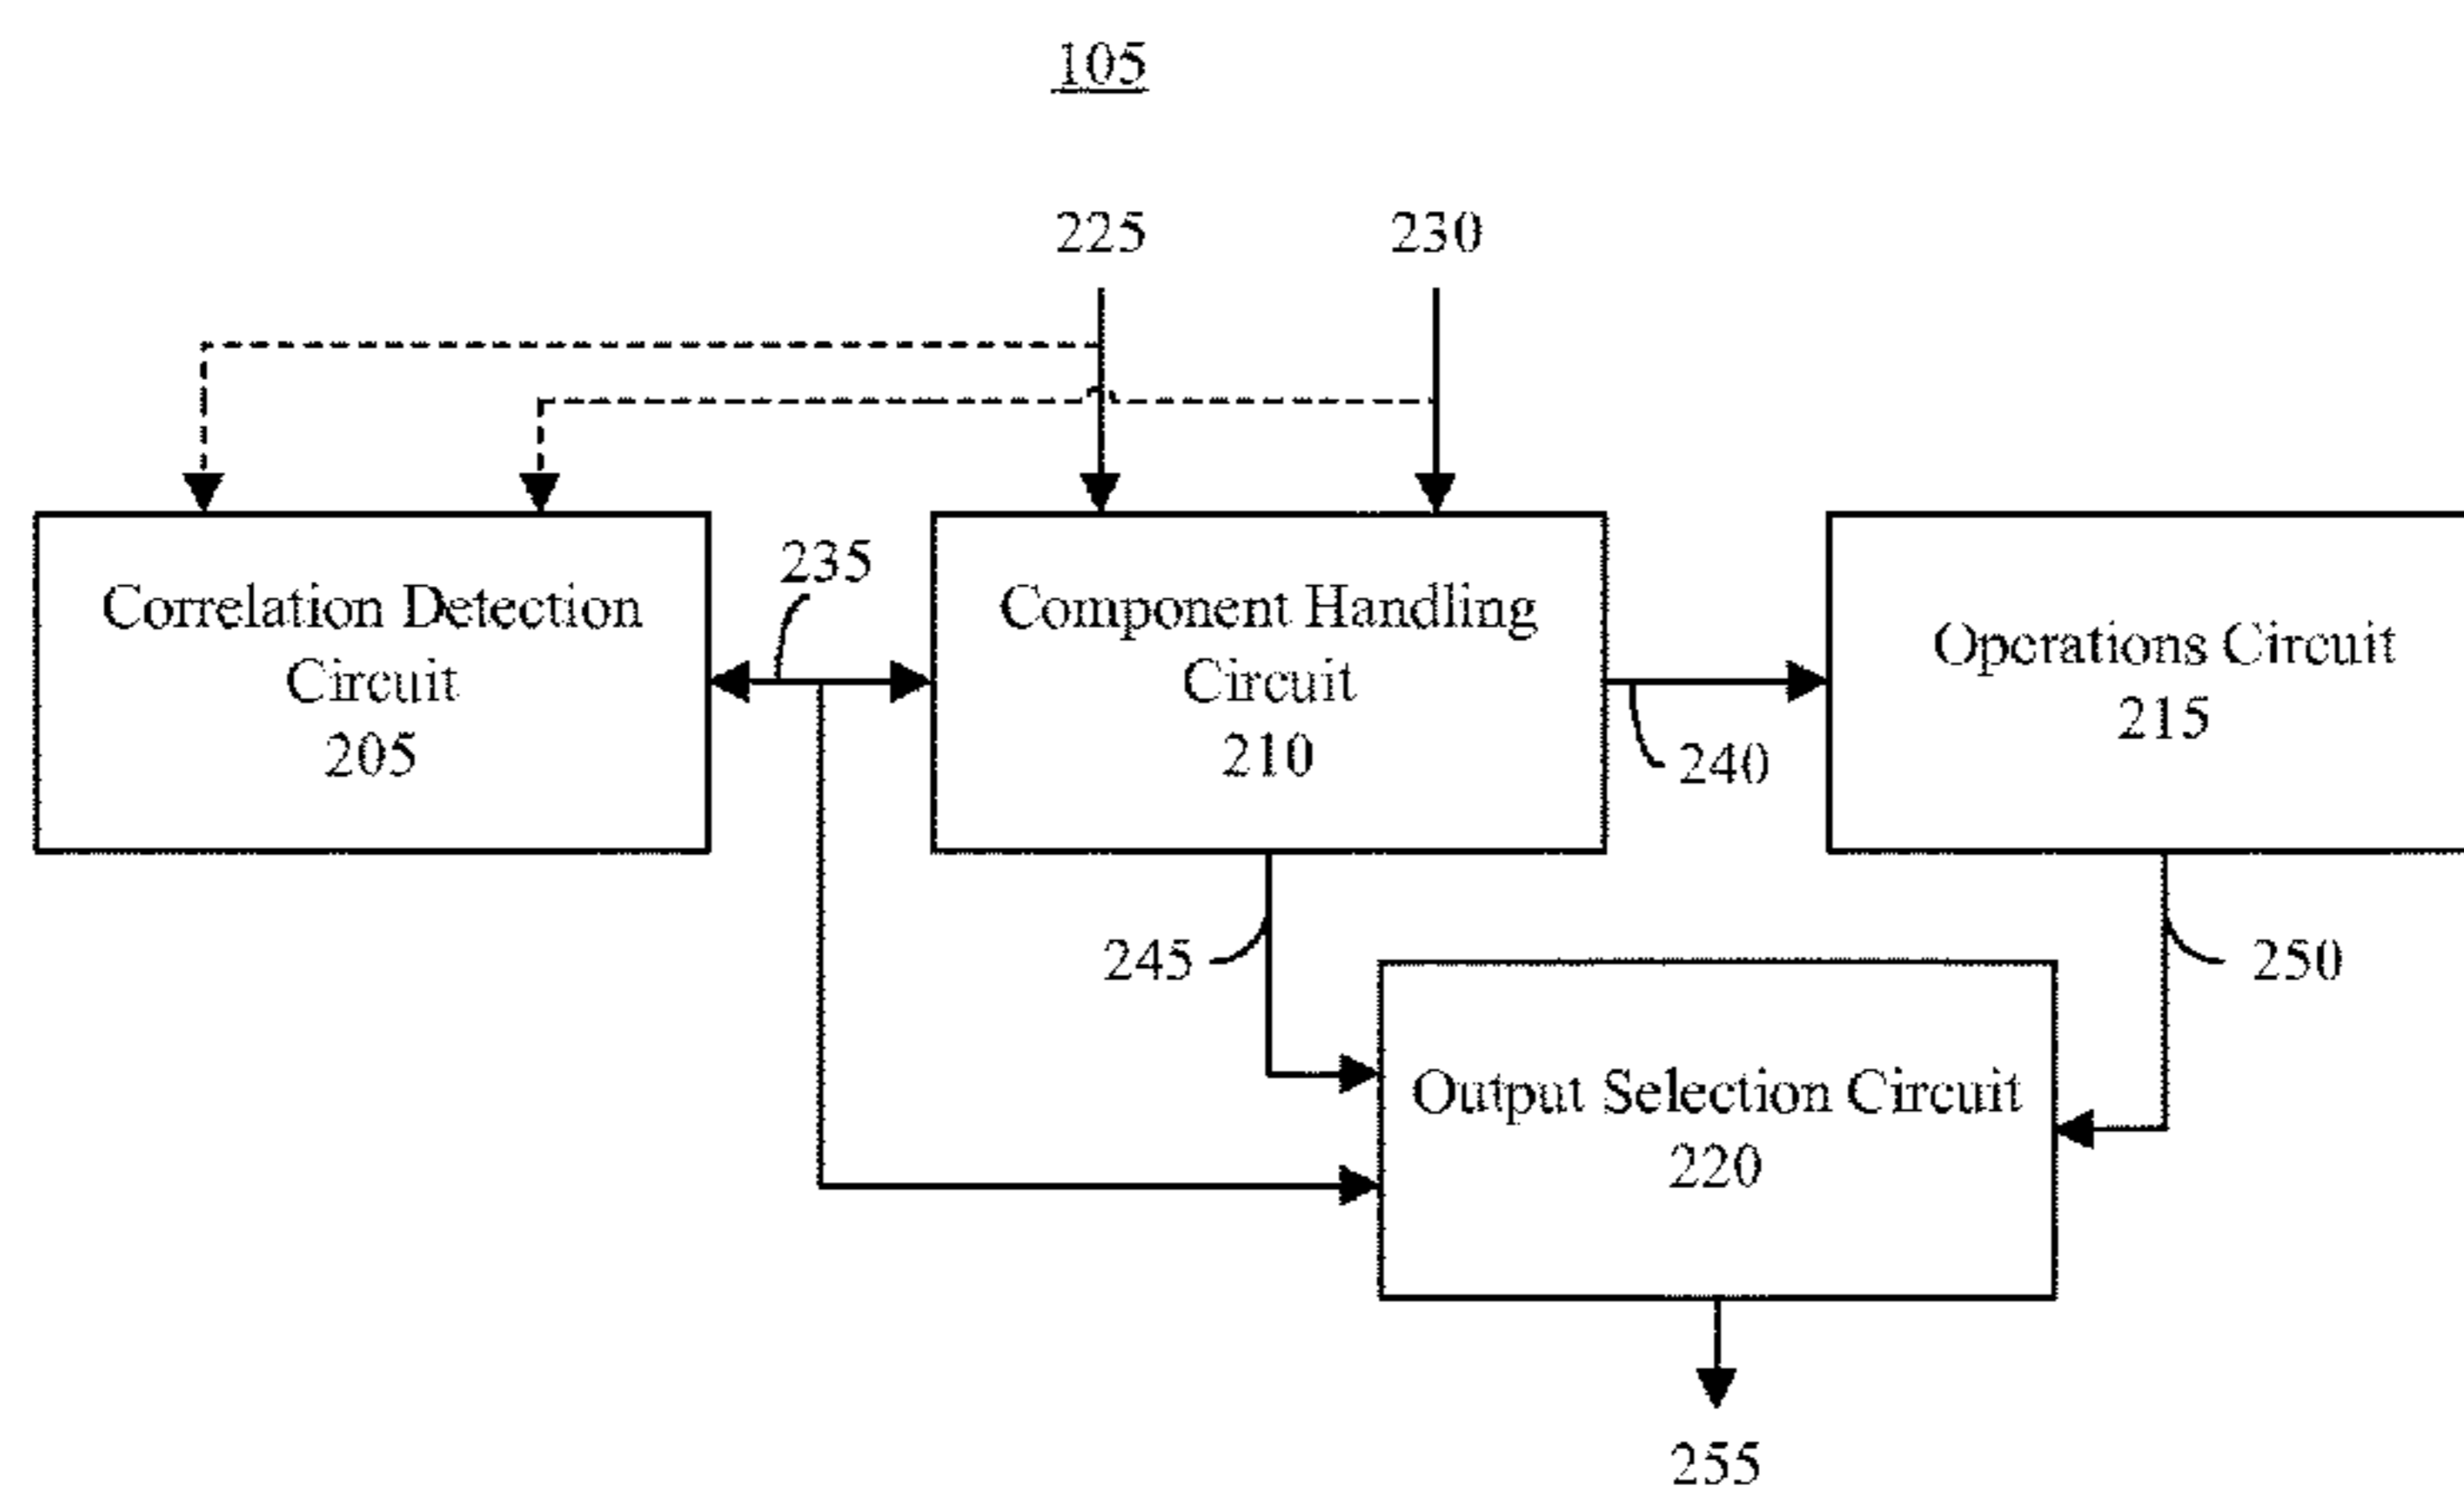 105
225
230
235
Correlation Detection
Circuit
205
Component Handling
Circuit
210
240
Operations Circuit
215
245
250
Output Selection Circuit
220
255